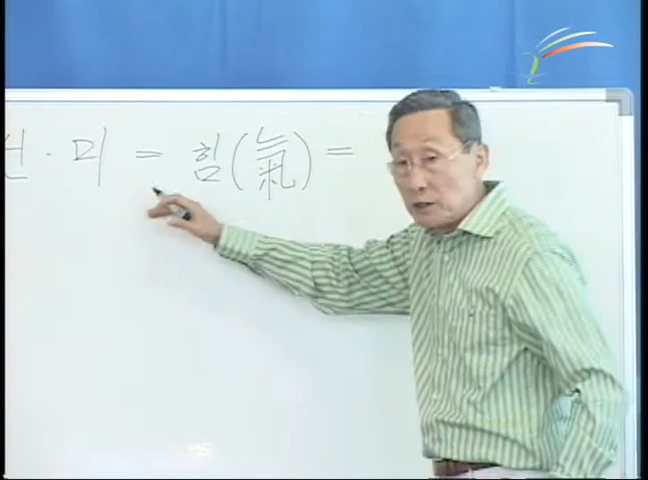 선 · 미 = 힘(氣) =